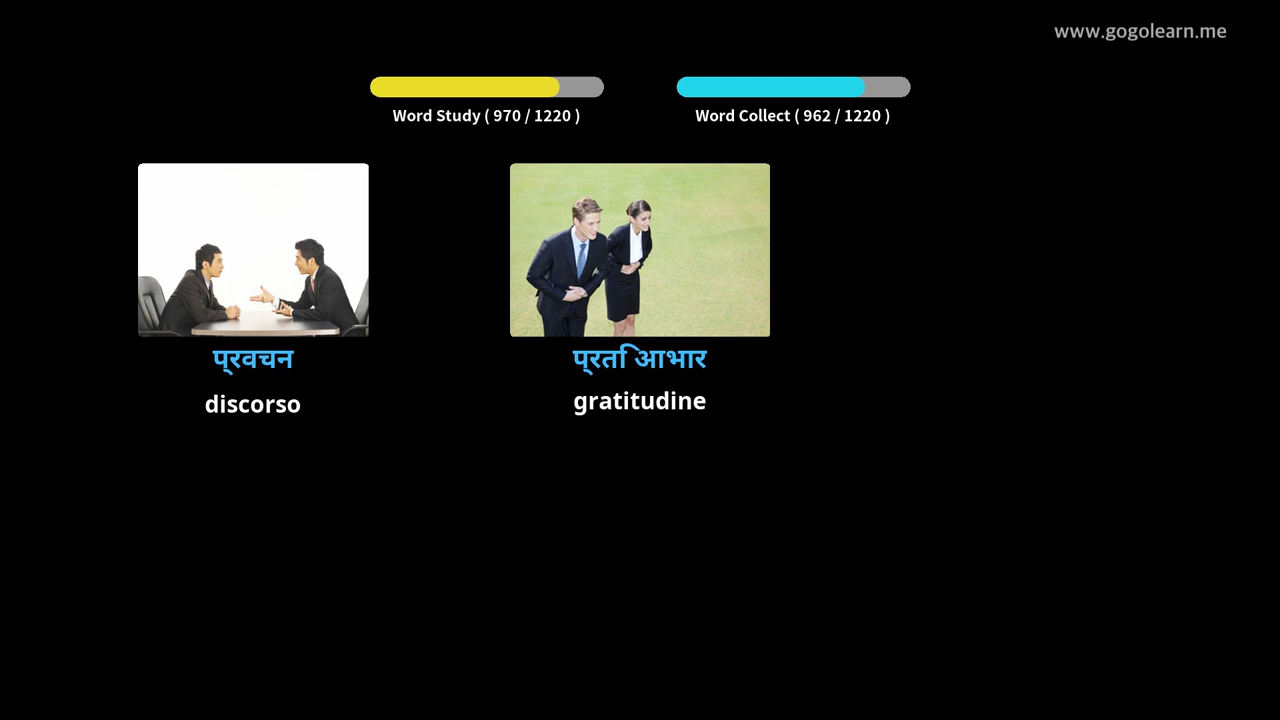 www.gogolearn.me
Word Study ( 970 / 1220 )
Word Collect ( 962 / 1220 )
प्रवचन
discorso
प्रति आभार
gratitudine